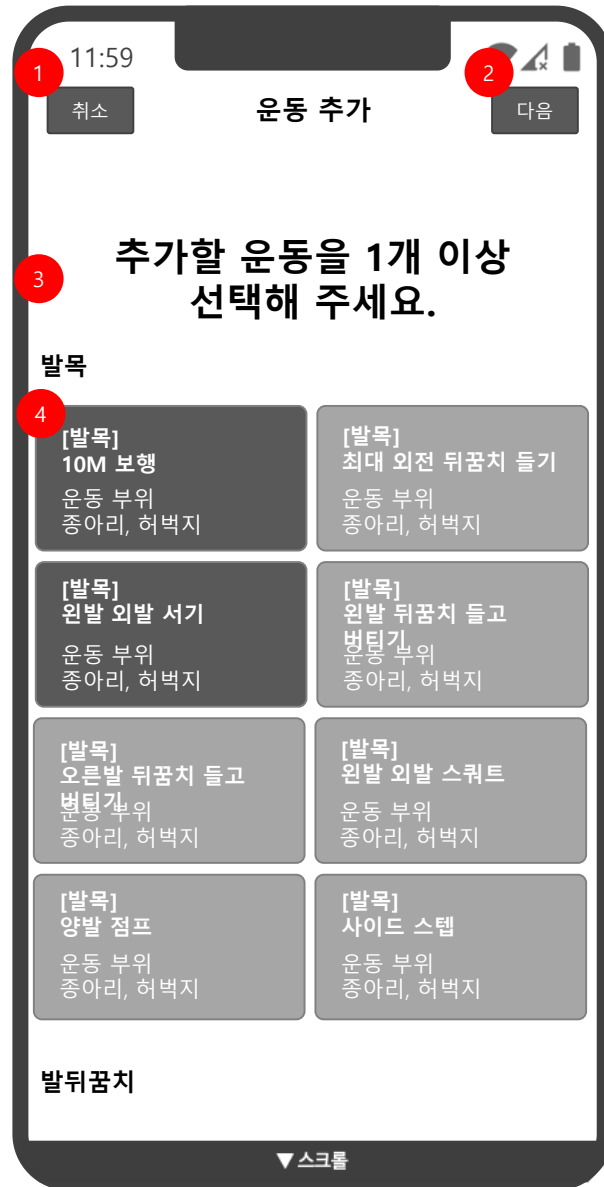 11:59
1
2
취소
운동 추가
다음
3
추가할 운동을 1개 이상
선택해 주세요.
발목
4
[발목]
10M 보행
운동 부위
종아리, 허벅지
[발목]
최대 외전 뒤꿈치 들기
운동 부위
종아리, 허벅지
[발목]
왼발 외발 서기
운동 부위
종아리, 허벅지
[발목]
왼발 뒤꿈치 들고
버티기
운동 부위
종아리, 허벅지
[발목]
오른발 뒤꿈치 들고
버티기
운동 부위
종아리, 허벅지
[발목]
왼발 외발 스쿼트
운동 부위
종아리, 허벅지
[발목]
양발 점프
운동 부위
종아리, 허벅지
[발목]
사이드 스텝
운동 부위
종아리, 허벅지
발뒤꿈치
▼스크롤